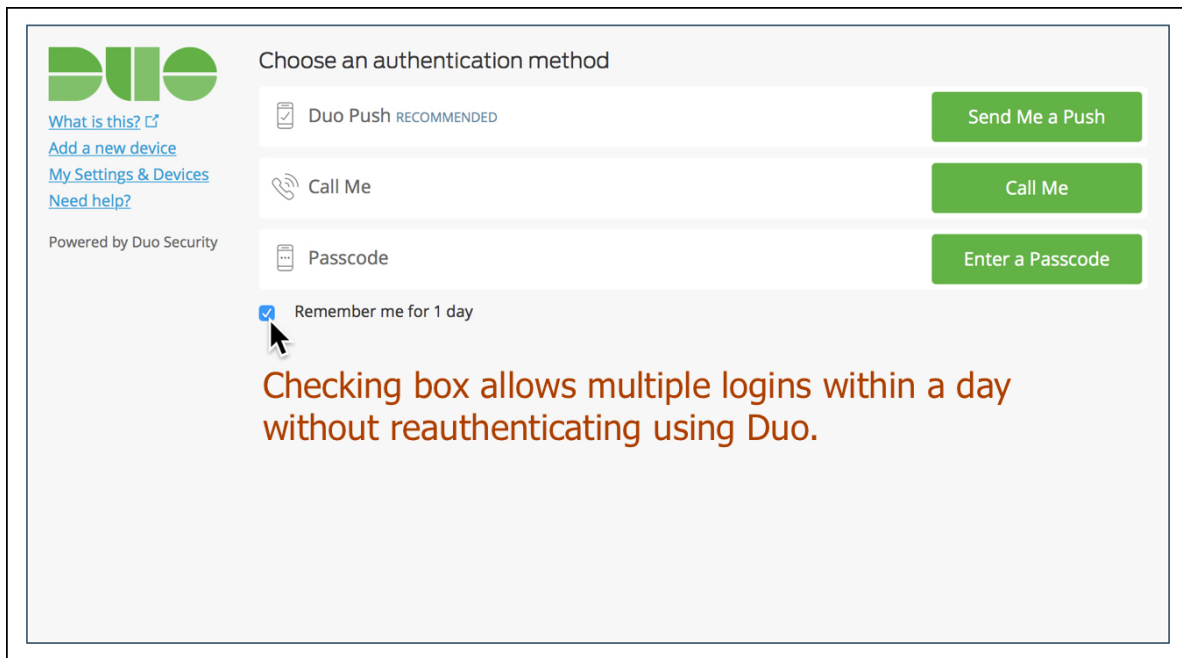 DUO
What is this?
Add a new device
My Settings & Devices
Need help?
Powered by Duo Security
Choose an authentication method
Duo Push RECOMMENDED
Send Me a Push
Call Me
Call Me
Passcode
Enter a Passcode
Remember me for 1 day
Checking box allows multiple logins within a day
without reauthenticating using Duo.